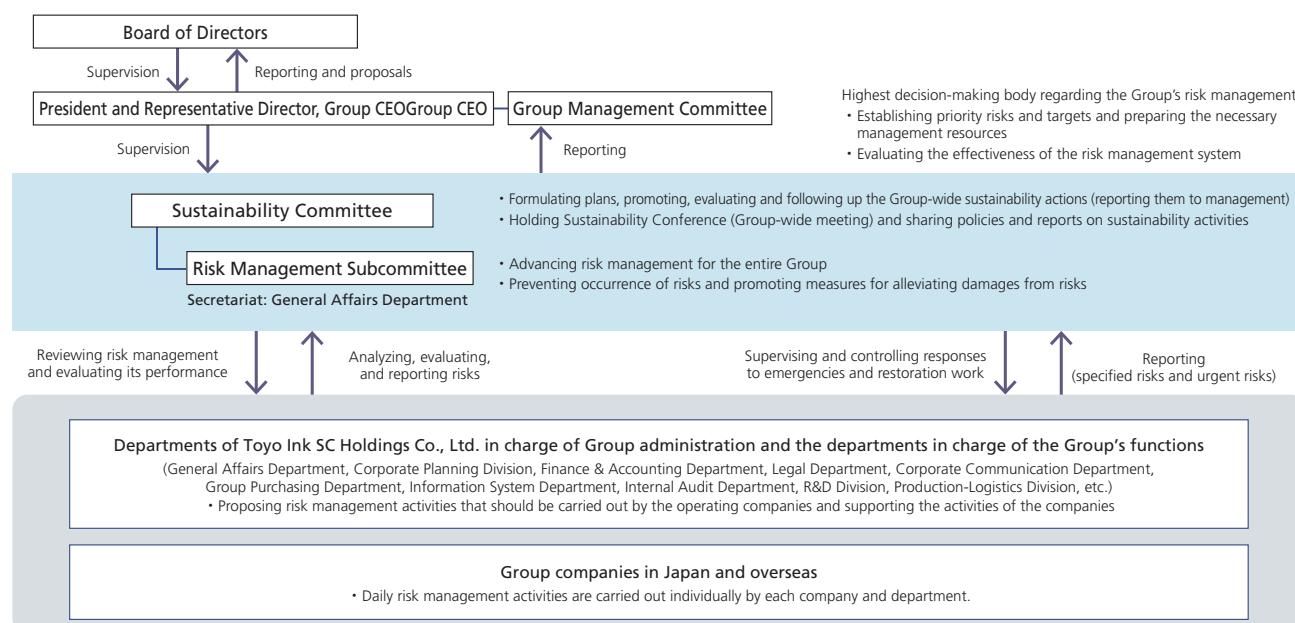 Board of Directors
Supervision
Reporting and proposals
President and Representative Director, Group CEOGroup CEO
Group Management Committee
Highest decision-making body regarding the Group's risk management
• Establishing priority risks and targets and preparing the necessary
management resources
• Evaluating the effectiveness of the risk management system
Supervision
Reporting
Sustainability Committee
• Formulating plans, promoting, evaluating and following up the Group-wide sustainability actions (reporting them to management)
• Holding Sustainability Conference (Group-wide meeting) and sharing policies and reports on sustainability activities
Risk Management Subcommittee
Secretariat: General Affairs Department
• Advancing risk management for the entire Group
• Preventing occurrence of risks and promoting measures for alleviating damages from risks
Reviewing risk management
and evaluating its performance
Analyzing, evaluating,
and reporting risks
Supervising and controlling responses
to emergencies and restoration work
Reporting
(specified risks and urgent risks)
Departments of Toyo Ink SC Holdings Co., Ltd. in charge of Group administration and the departments in charge of the Group's functions
(General Affairs Department, Corporate Planning Division, Finance & Accounting Department, Legal Department, Corporate Communication Department,
Group Purchasing Department, Information System Department, Internal Audit Department, R&D Division, Production-Logistics Division, etc.)
• Proposing risk management activities that should be carried out by the operating companies and supporting the activities of the companies
Group companies in Japan and overseas
• Daily risk management activities are carried out individually by each company and department.